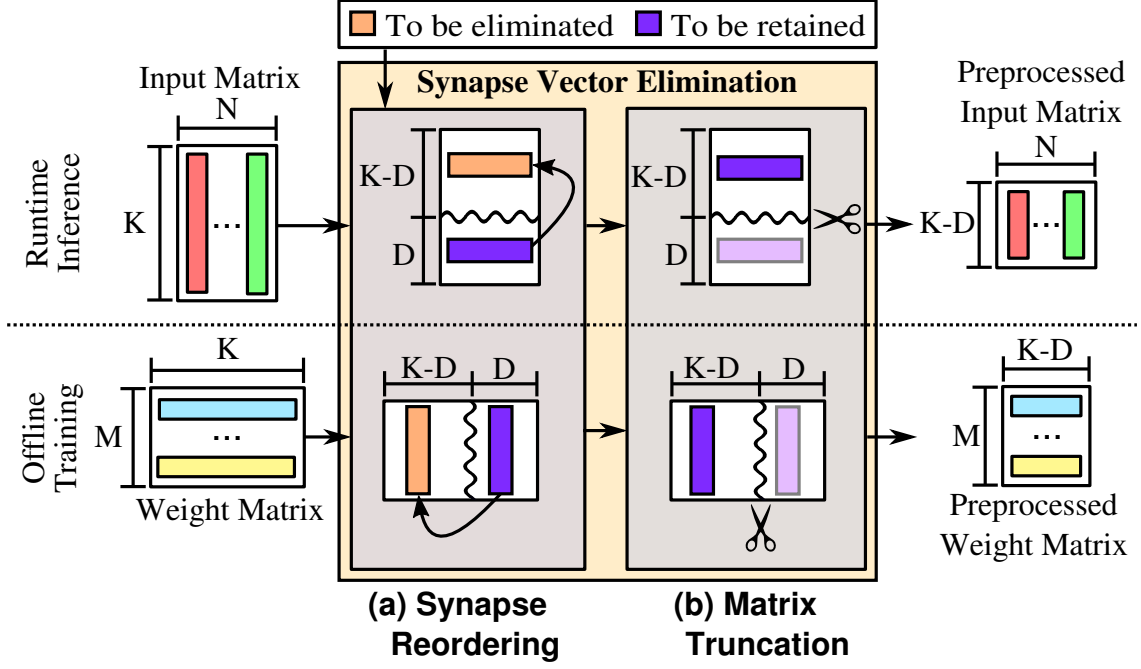 To be eliminated To be retained
Synapse Vector Elimination
Input Matrix
N
K
Runtime
Inference
K-D
D
K-D
D
Preprocessed
Input Matrix
N
K-D
...
...
Offline
Training
K
M
...
Weight Matrix
K-D D
K-D D
K-D
M
...
Preprocessed
Weight Matrix
(a) Synapse
Reordering
(b) Matrix
Truncation